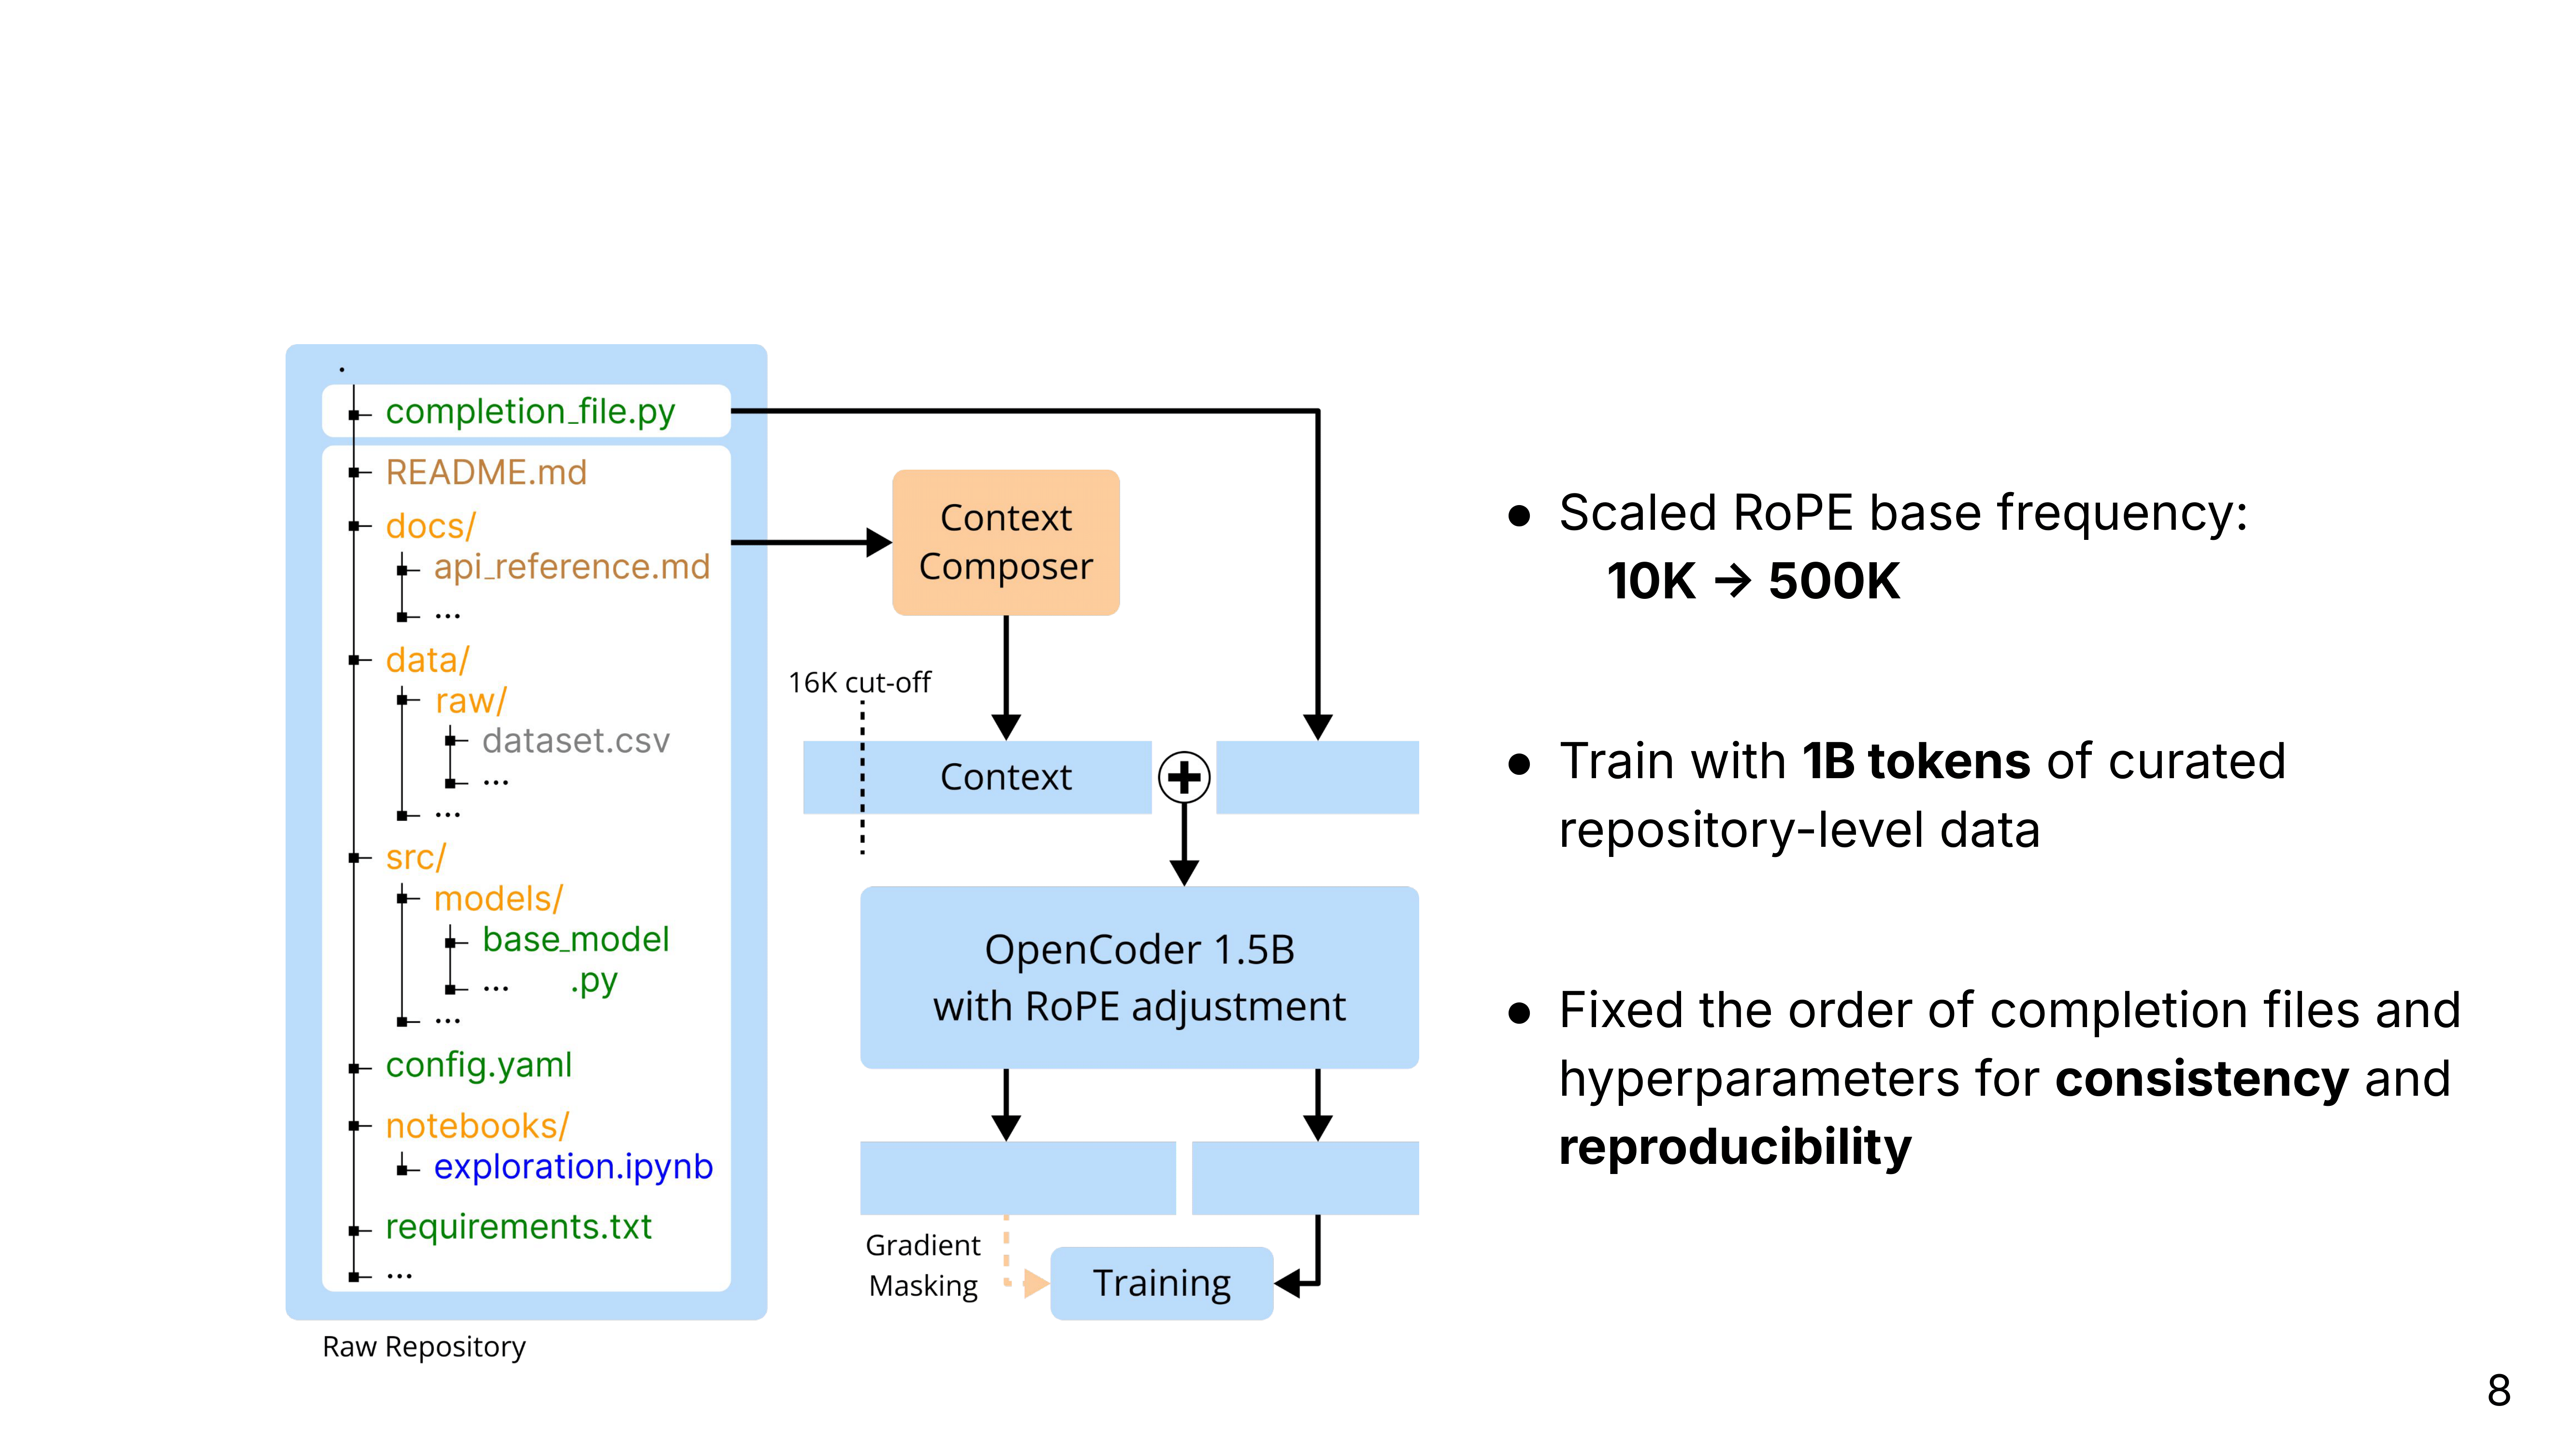 .
completion_file.py
README.md
docs/
api_reference.md
...
data/
raw/
dataset.csv
...
...
src/
models/
base_model
.py
...
...
config.yaml
notebooks/
exploration.ipynb
requirements.txt
...
Raw Repository
Context
Composer
16K cut-off
Context
+
OpenCoder 1.5B
with RoPE adjustment
Gradient
Masking
Training
● Scaled RoPE base frequency:
10K → 500K
● Train with 1B tokens of curated
repository-level data
● Fixed the order of completion files and
hyperparameters for consistency and
reproducibility
8